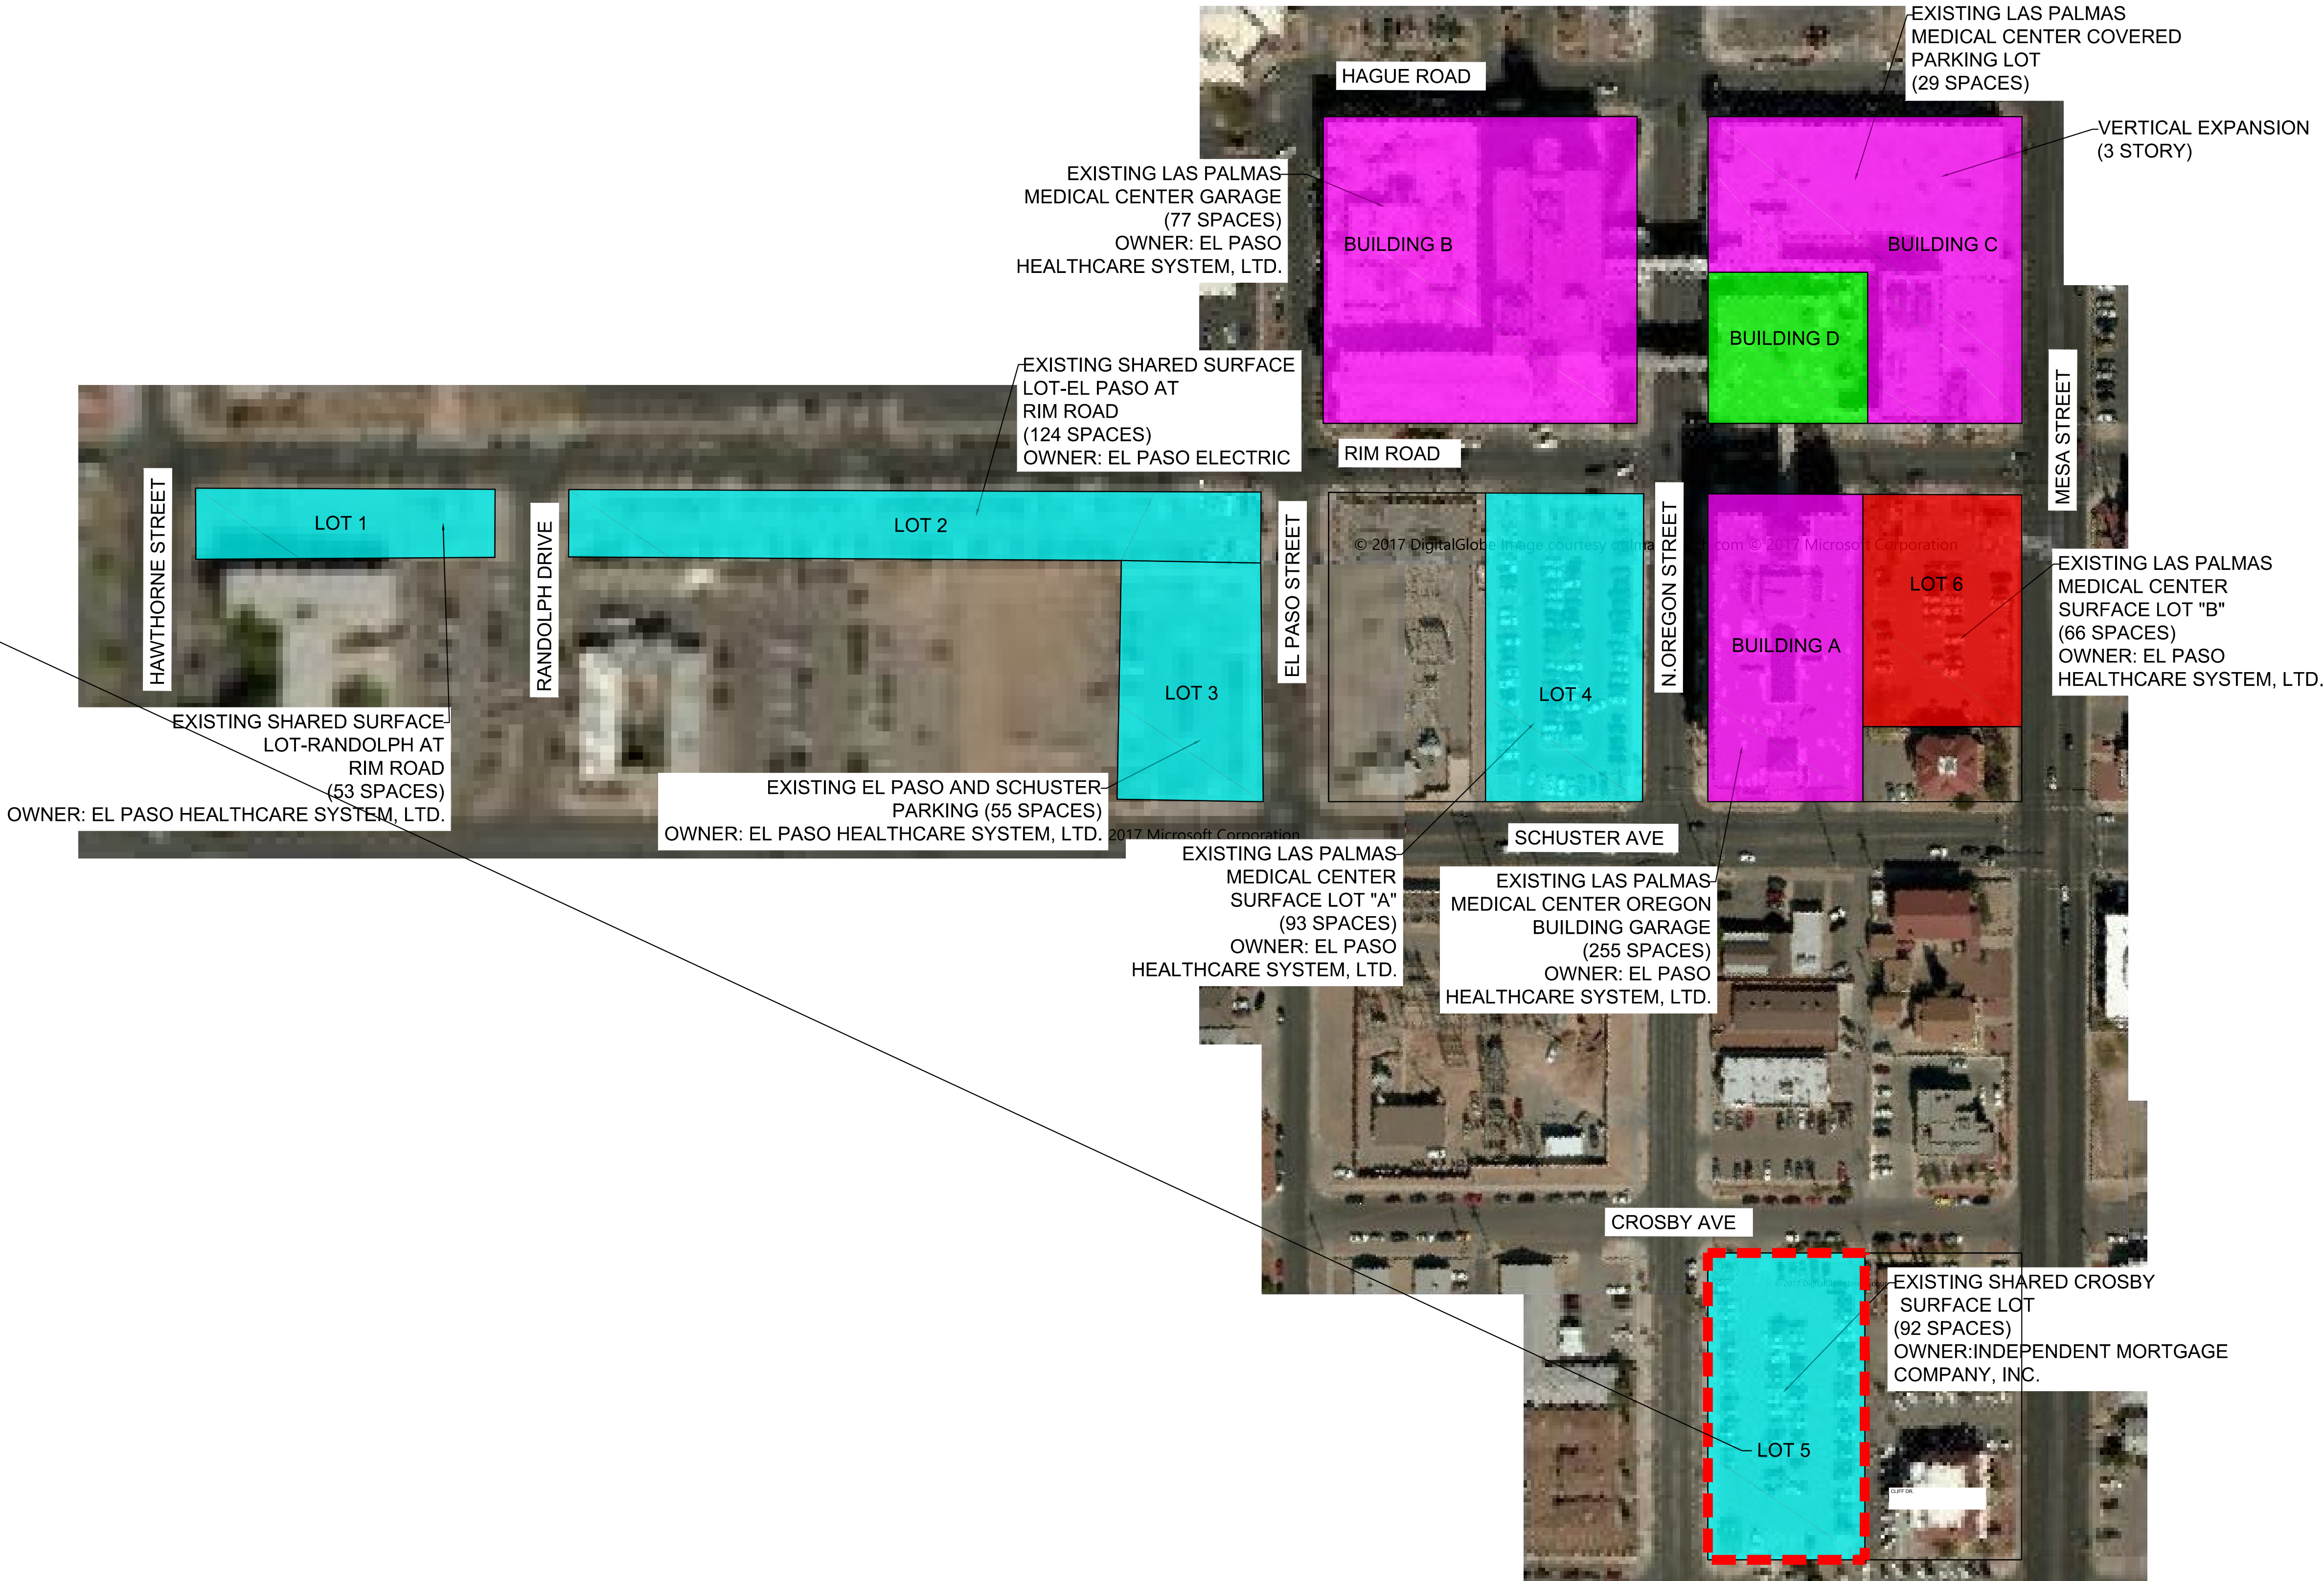 EXISTING LAS PALMAS
MEDICAL CENTER COVERED
PARKING LOT
(29 SPACES)
HAGUE ROAD
VERTICAL EXPANSION
(3 STORY)
EXISTING LAS PALMAS
MEDICAL CENTER GARAGE
(77 SPACES)
OWNER: EL PASO
HEALTHCARE SYSTEM, LTD.
BUILDING B
BUILDING C
BUILDING D
EXISTING SHARED SURFACE
LOT-EL PASO AT
RIM ROAD
(124 SPACES)
OWNER: EL PASO ELECTRIC
RIM ROAD
MESA STREET
HAWTHORNE STREET
LOT 1
RANDOLPH DRIVE
LOT 2
EL PASO STREET
N.OREGON STREET
© 2017 DigitalGlobe Image courtesy of
.com © 2017 Microsoft Corporation
LOT 6
EXISTING LAS PALMAS
MEDICAL CENTER
SURFACE LOT "B"
(66 SPACES)
OWNER: EL PASO
HEALTHCARE SYSTEM, LTD.
BUILDING A
LOT 3
LOT 4
EXISTING SHARED SURFACE
LOT-RANDOLPH AT
RIM ROAD
(53 SPACES)
OWNER: EL PASO HEALTHCARE SYSTEM, LTD.
EXISTING EL PASO AND SCHUSTER
PARKING (55 SPACES)
OWNER: EL PASO HEALTHCARE SYSTEM, LTD.
2017 Microsoft Corporation
SCHUSTER AVE
EXISTING LAS PALMAS
MEDICAL CENTER
SURFACE LOT "A"
(93 SPACES)
OWNER: EL PASO
HEALTHCARE SYSTEM, LTD.
EXISTING LAS PALMAS
MEDICAL CENTER OREGON
BUILDING GARAGE
(255 SPACES)
OWNER: EL PASO
HEALTHCARE SYSTEM, LTD.
CROSBY AVE
EXISTING SHARED CROSBY
SURFACE LOT
(92 SPACES)
OWNER:INDEPENDENT MORTGAGE
COMPANY, INC.
LOT 5
CLIFF DR.